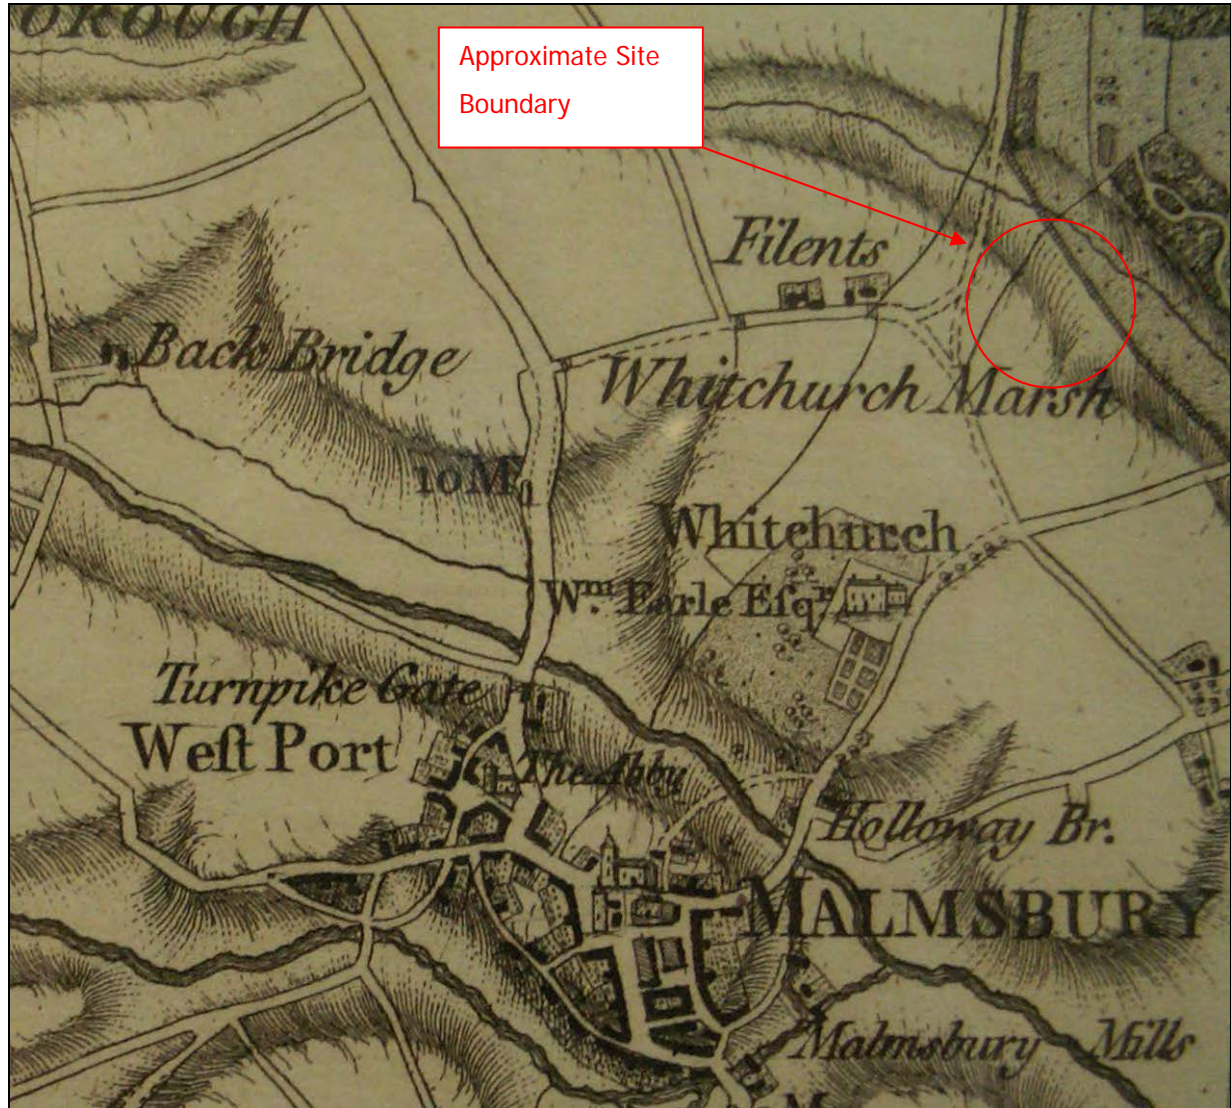 OROUGH
Approximate Site
Boundary
Filents
Back Bridge
Whitchurch Marsh
10M
Whitchurch
Wm. Earle Esqr.
Turnpike Gate
West Port
The Abby
Holloway Br.
MALMSBURY
Malmsbury Mills